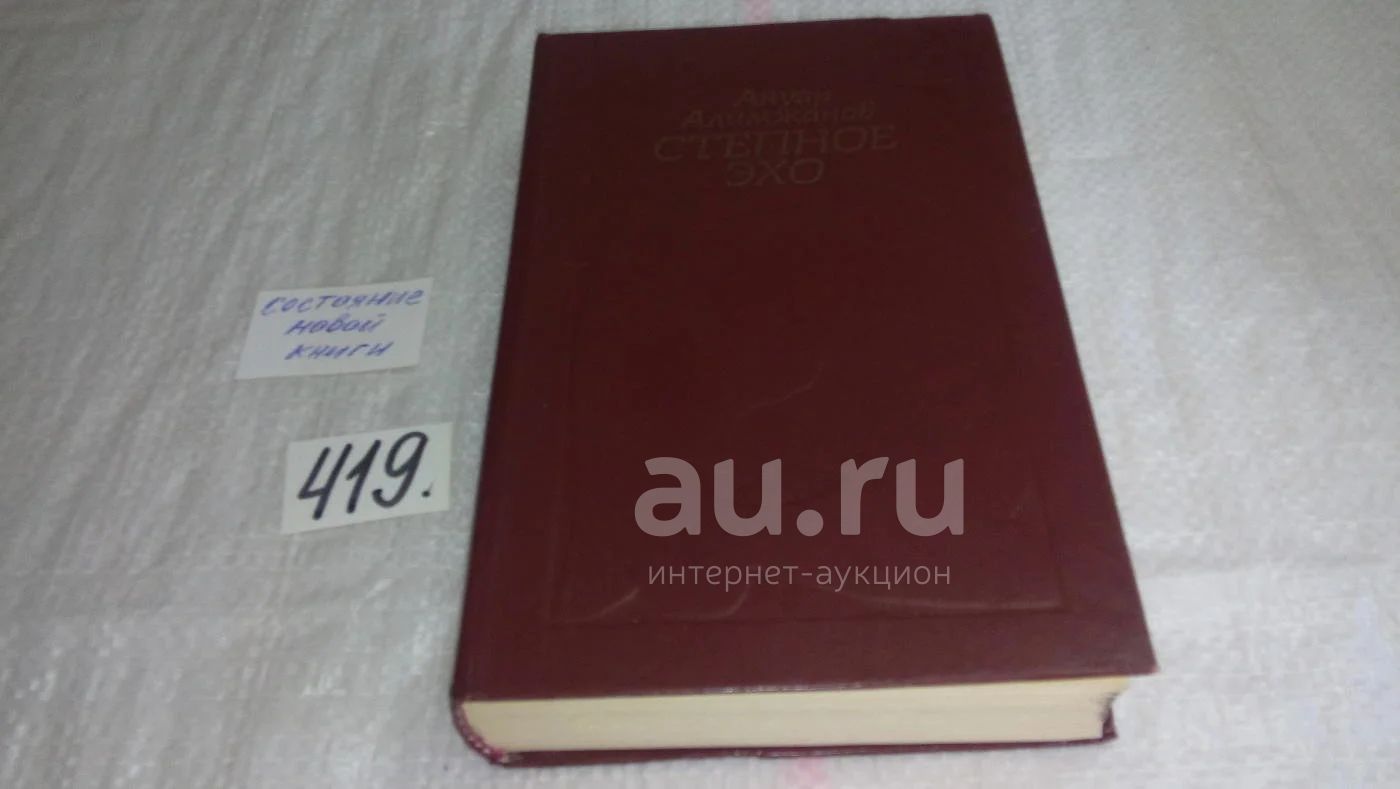 Ануар
Алимжанов
СТЕПНОЕ
ЭХО
состояние
новой
книги
419.
au.ru
интернет-аукцион